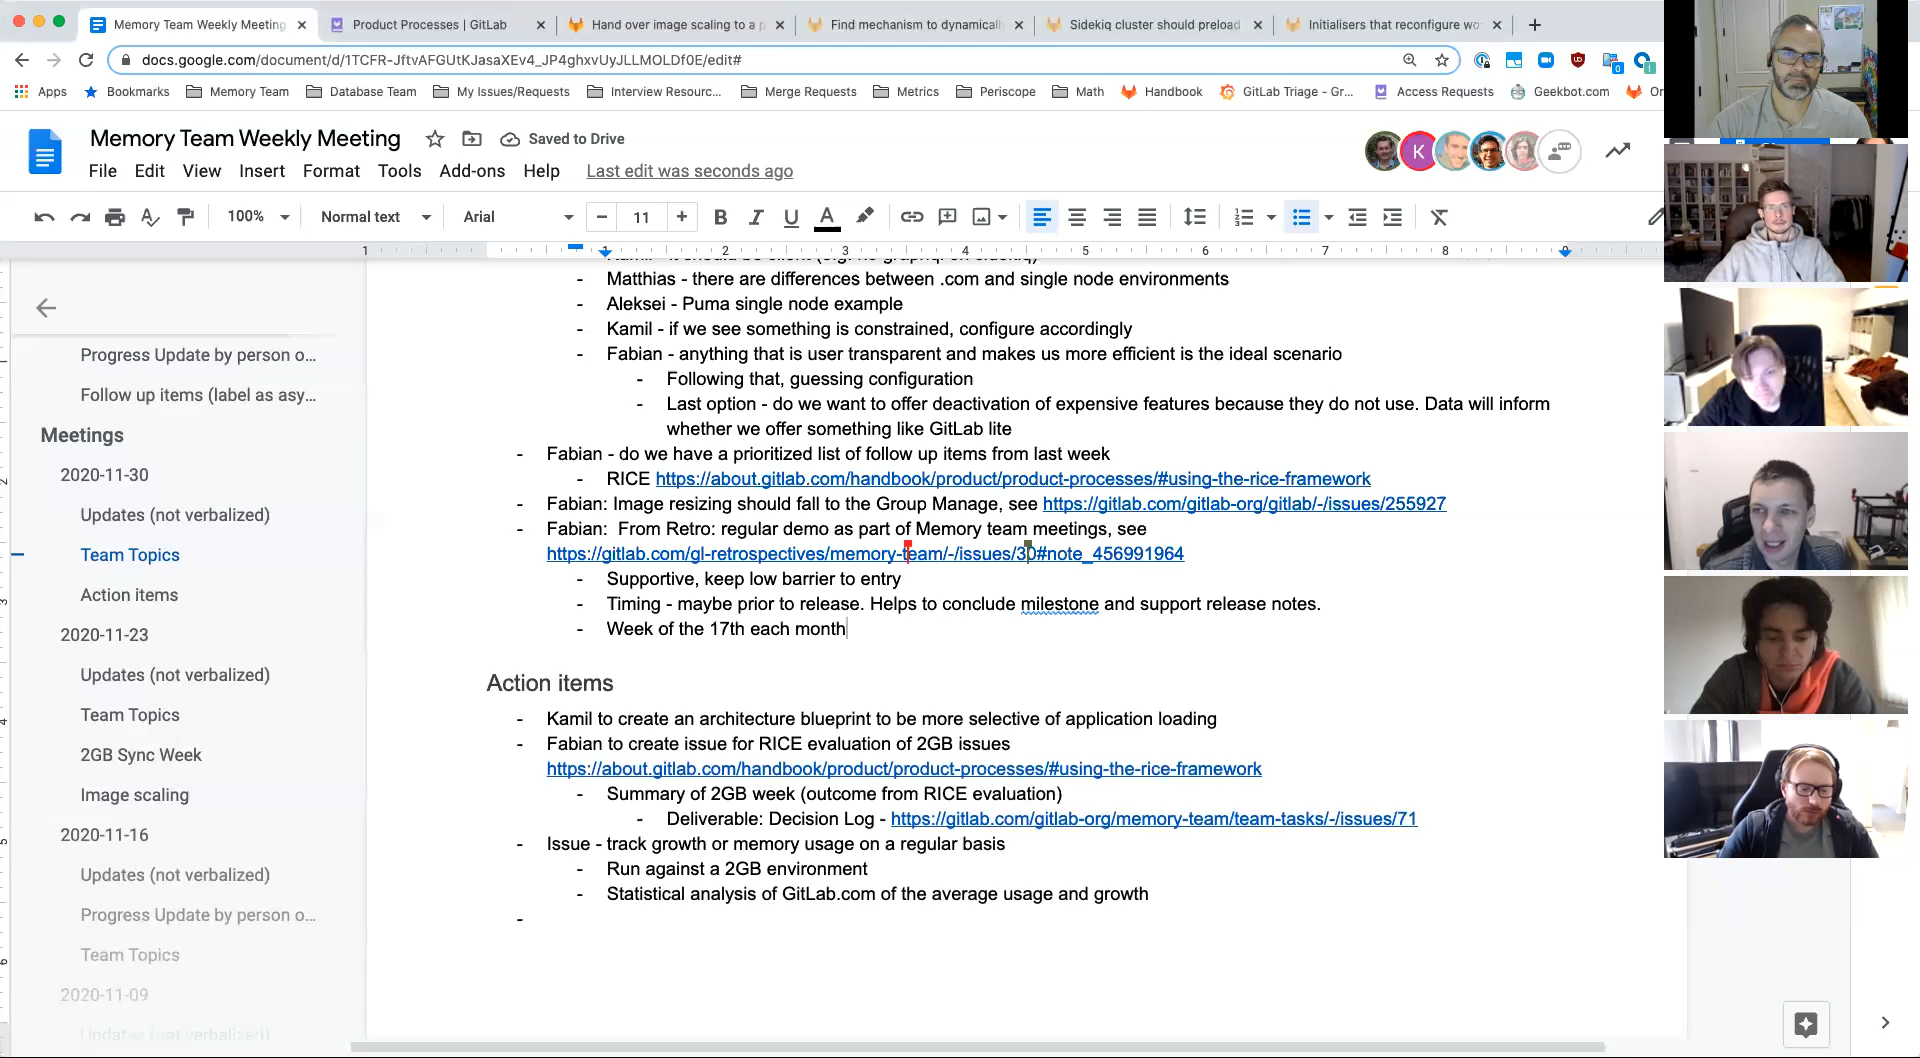 Memory Team Weekly Meeting
Product Processes | GitLab
Hand over image scaling to a p
Find mechanism to dynamically
Sidekiq cluster should preload
Initialisers that reconfigure wo
docs.google.com/document/d/1TCFR-JftvAFGUtKJasaXEv4_JP4ghxvUyJLLMOLDf0E/edit#
Apps Bookmarks Memory Team Database Team My Issues/Requests Interview Resourc... Merge Requests Metrics Periscope Math Handbook GitLab Triage - Gr... Access Requests Geekbot.com
Memory Team Weekly Meeting Saved to Drive
K
File Edit View Insert Format Tools Add-ons Help Last edit was seconds ago
100% Normal text Arial 11 B I U A
1 1 2 3 4 5 6 7 8
Progress Update by person o...
Follow up items (label as asy...
Meetings
2020-11-30
Updates (not verbalized)
Team Topics
Action items
2020-11-23
Updates (not verbalized)
Team Topics
2GB Sync Week
Image scaling
2020-11-16
Updates (not verbalized)
Progress Update by person o...
Team Topics
2020-11-09
Updates (not verbalized)
- Matthias - there are differences between .com and single node environments
- Aleksei - Puma single node example
- Kamil - if we see something is constrained, configure accordingly
- Fabian - anything that is user transparent and makes us more efficient is the ideal scenario
- Following that, guessing configuration
- Last option - do we want to offer deactivation of expensive features because they do not use. Data will inform
whether we offer something like GitLab lite
- Fabian - do we have a prioritized list of follow up items from last week
- RICE https://about.gitlab.com/handbook/product/product-processes/#using-the-rice-framework
- Fabian: Image resizing should fall to the Group Manage, see https://gitlab.com/gitlab-org/gitlab/-/issues/255927
- Fabian: From Retro: regular demo as part of Memory team meetings, see
https://gitlab.com/gl-retrospectives/memory-team/-/issues/30#note_456991964
- Supportive, keep low barrier to entry
- Timing - maybe prior to release. Helps to conclude milestone and support release notes.
- Week of the 17th each month
Action items
- Kamil to create an architecture blueprint to be more selective of application loading
- Fabian to create issue for RICE evaluation of 2GB issues
https://about.gitlab.com/handbook/product/product-processes/#using-the-rice-framework
- Summary of 2GB week (outcome from RICE evaluation)
- Deliverable: Decision Log - https://gitlab.com/gitlab-org/memory-team/team-tasks/-/issues/71
- Issue - track growth or memory usage on a regular basis
- Run against a 2GB environment
- Statistical analysis of GitLab.com of the average usage and growth
-